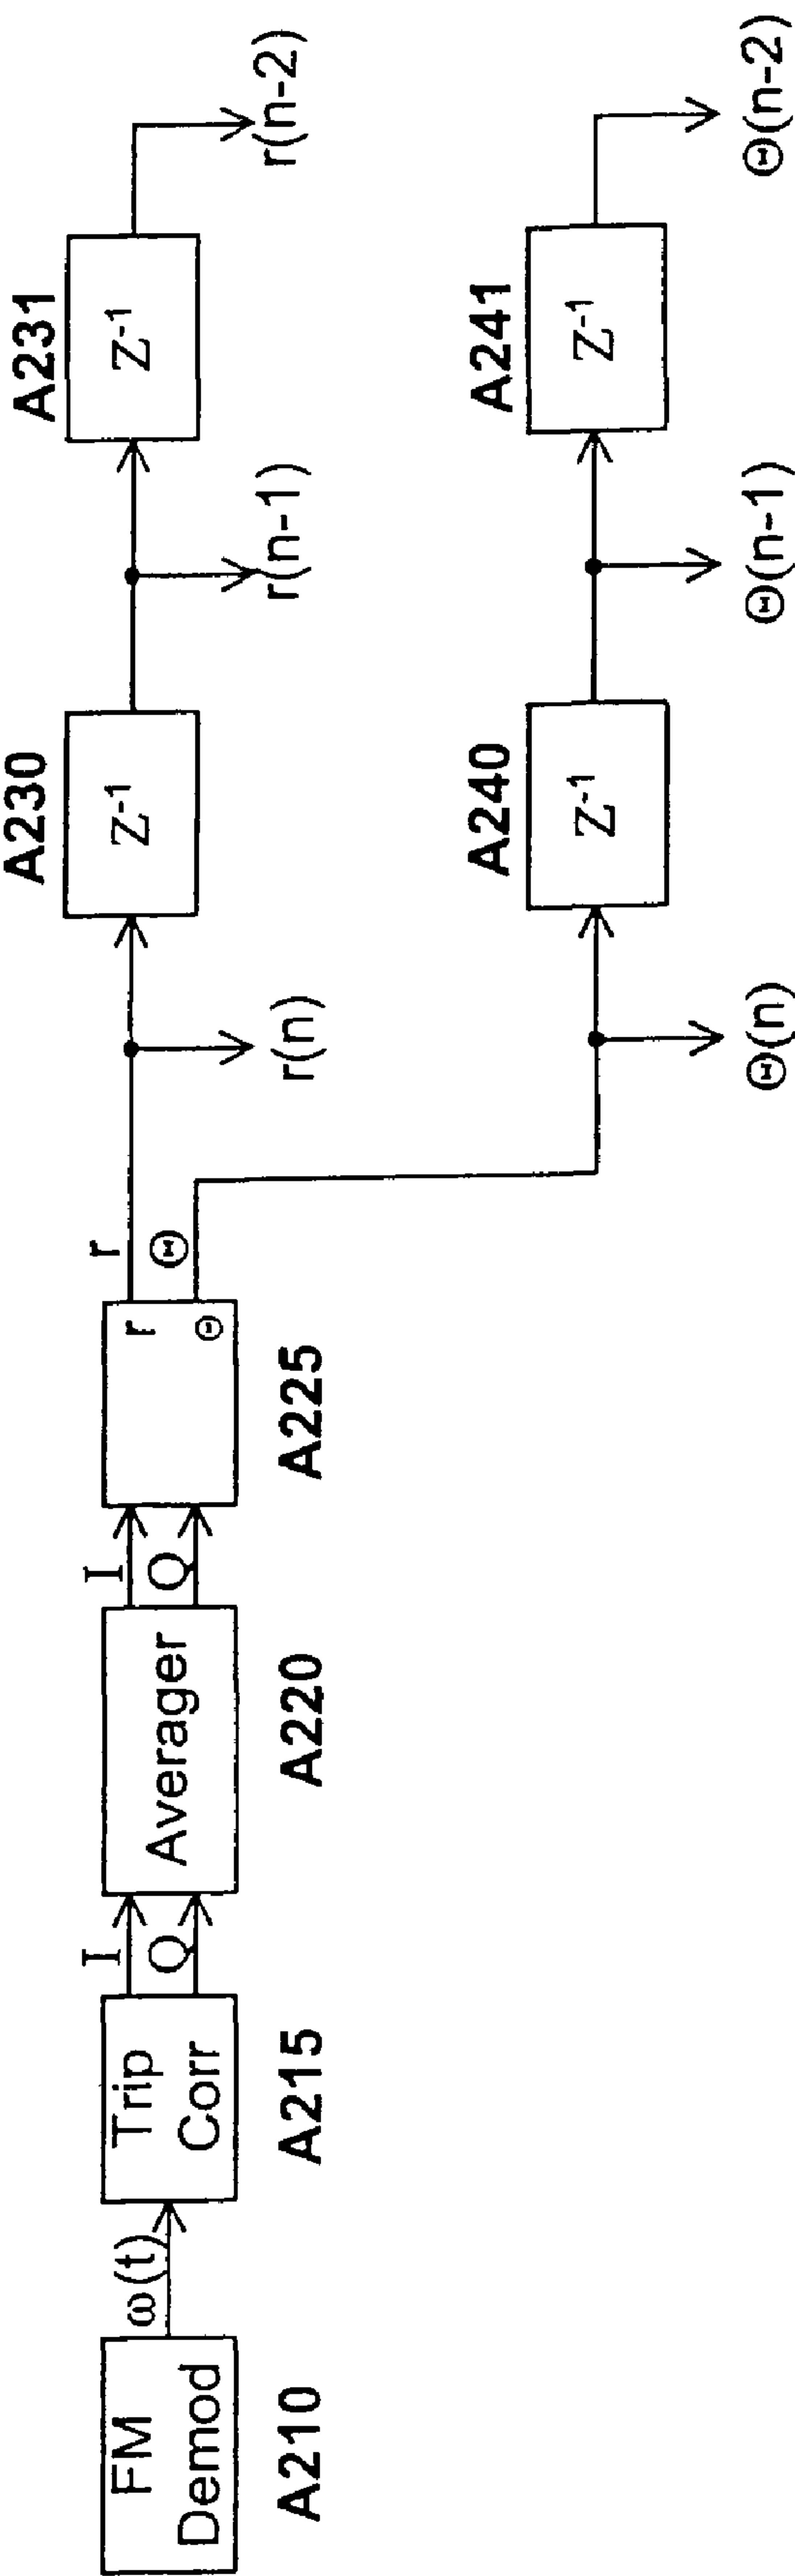 FM
Demod
A210
ω(t)
Trip
Corr
A215
I
Q
Averager
A220
I
Q
r
Θ
A225
r
Θ
r(n)
A230
Z⁻¹
r(n-1)
A231
Z⁻¹
r(n-2)
Θ(n)
A240
Z⁻¹
Θ(n-1)
A241
Z⁻¹
Θ(n-2)